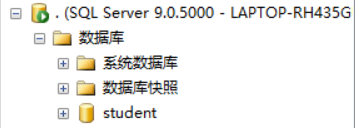 . (SQL Server 9.0.5000 - LAPTOP-RH435G
数据库
系统数据库
数据库快照
student